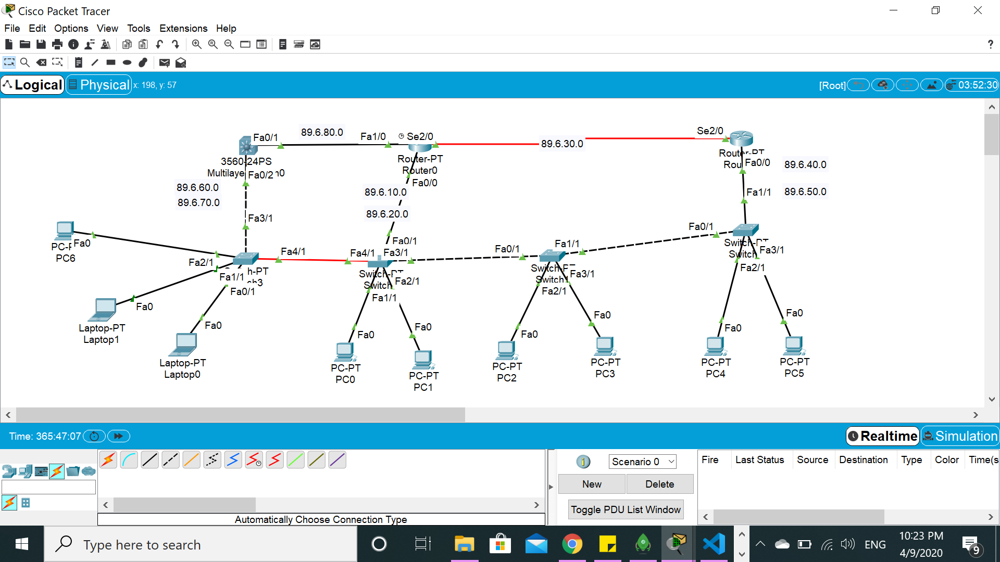 Cisco Packet Tracer
File Edit Options View Tools Extensions Help
?
Logical Physical x: 198, y: 57
[Root] 03:52:30
Fa0/1 89.6.80.0 Fa1/0 Se2/0 89.6.30.0 Se2/0
3560-24PS
Multilaye n0
Fa0/2
Router-PT
Router0
Fa0/0
Router-PT
Rou Fa0/0
89.6.40.0
Fa1/1 89.6.50.0
89.6.60.0
89.6.70.0
89.6.10.0
89.6.20.0
Fa3/1
PC-P Fa0
PC6
Fa2/1
Fa4/1
h-PT
ch3
Fa1/1
Fa0/1
Fa0/1
Fa4/1 Fa3/1
Switch-PT
Switch
Fa2/1
Fa1/1
Fa0/1
Fa1/1
Switch-PT
Switch1
Fa3/1
Fa2/1
Fa0/1
Switch-PT
Switch
Fa3/1
Fa2/1
Fa0
Laptop-PT
Laptop1
Fa0
Laptop-PT
Laptop0
Fa0
PC-PT
PC0
Fa0
PC-PT
PC1
Fa0
PC-PT
PC2
Fa0
PC-PT
PC3
Fa0
PC-PT
PC4
Fa0
PC-PT
PC5
Time: 365:47:07
Realtime Simulation
Scenario 0
New Delete
Toggle PDU List Window
Fire Last Status Source Destination Type Color Time(s
Automatically Choose Connection Type
Type here to search
ENG
10:23 PM
4/9/2020
9